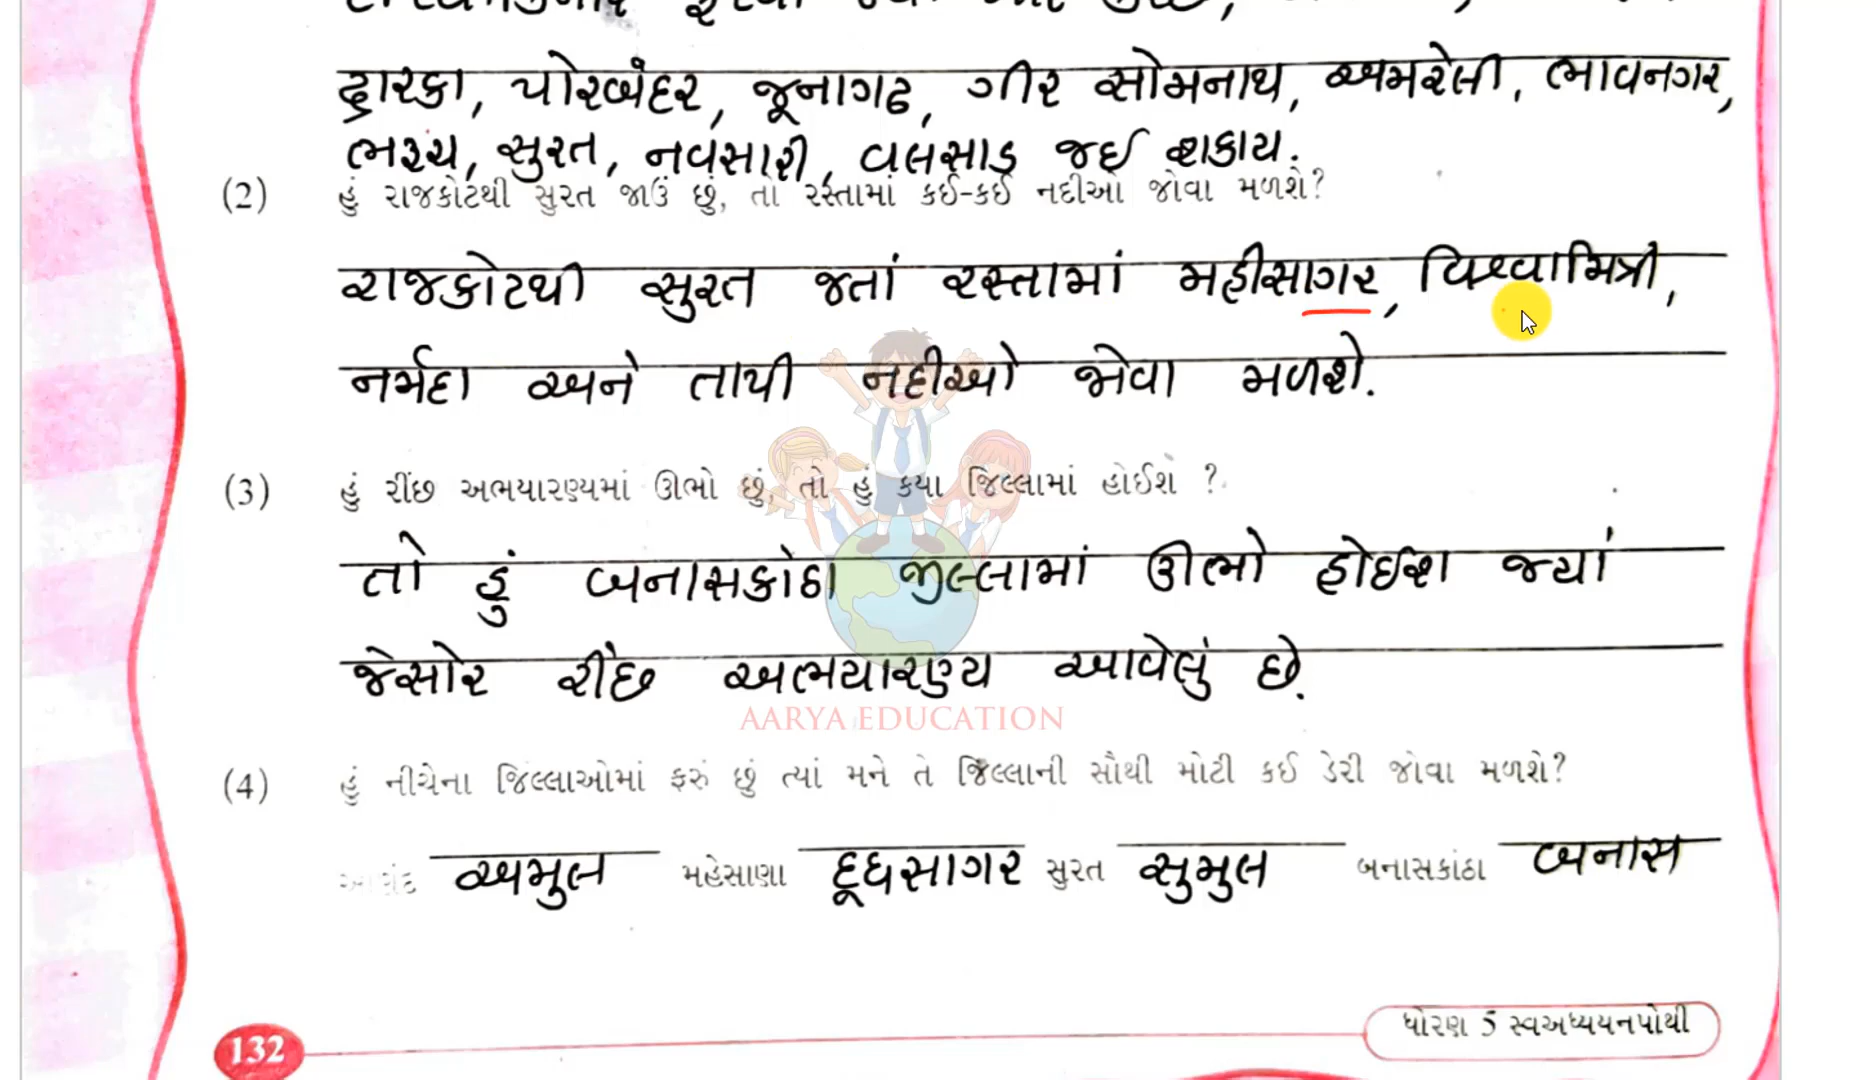 દ્વારકા, પોરબંદર, જૂનાગઢ, ગીર સોમનાથ, અમરેલી, ભાવનગર,
ભરૂચ, સુરત, નવસારી, વલસાડ જઈ શકાય.
(2) હું રાજકોટથી સુરત જાઉં છું, તો રસ્તામાં કઈ-કઈ નદીઓ જોવા મળશે?
રાજકોટથી સુરત જતાં રસ્તામાં મહીસાગર, વિશ્વામિત્રી,
નર્મદા અને તાપી નદીઓ જોવા મળશે.
(3) હું રીંછ અભયારણ્યમાં ઊભો છું, તો હું કયા જિલ્લામાં હોઈશ ?
તો હું બનાસકાંઠા જીલ્લામાં ઊભો હોઈશ જ્યાં
જેસોર રીંછ અભયારણ્ય આવેલું છે.
AARYA EDUCATION
(4) હું નીચેના જિલ્લાઓમાં ફરું છું ત્યાં મને તે જિલ્લાની સૌથી મોટી કઈ ડેરી જોવા મળશે?
આણંદ અમુલ મહેસાણા દૂધસાગર સુરત સુમુલ બનાસકાંઠા બનાસ
132 ધોરણ 5 સ્વઅધ્યયનપોથી